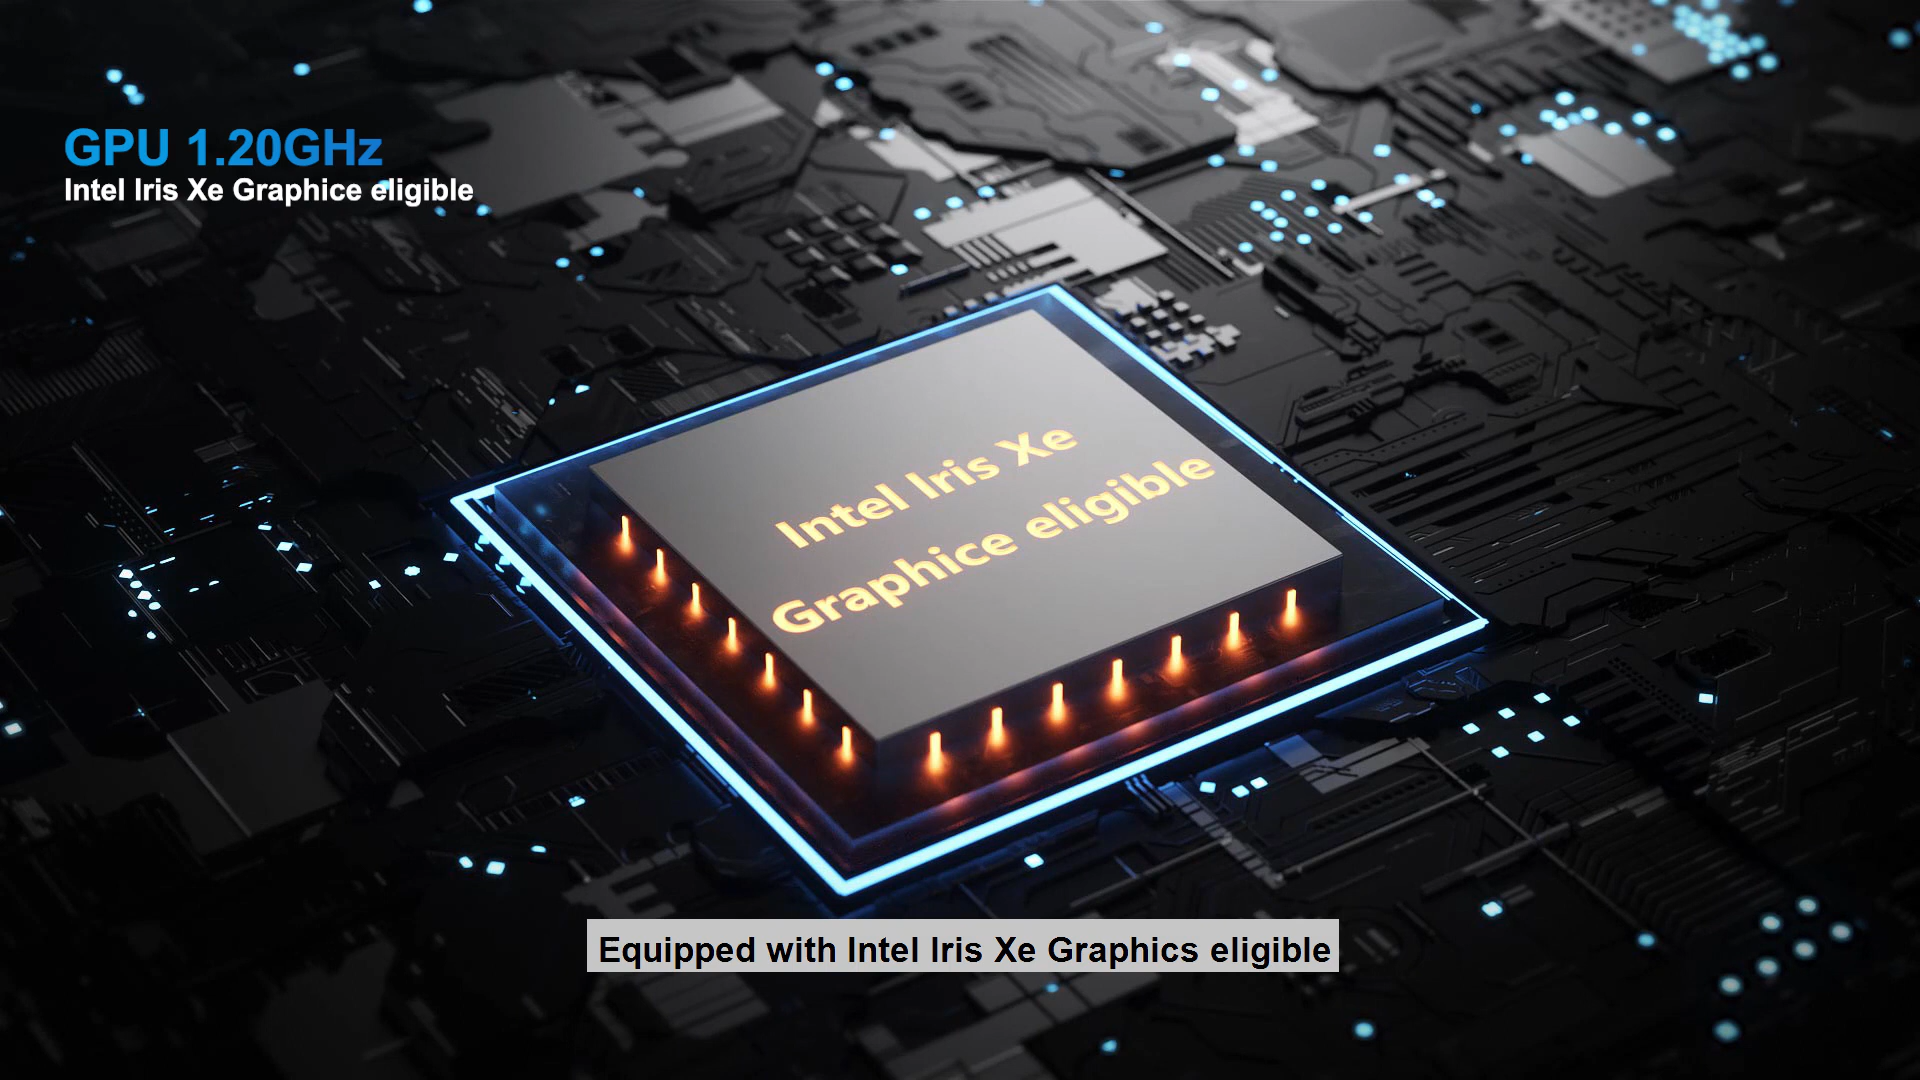 GPU 1.20GHz
Intel Iris Xe Graphice eligible
Intel Iris Xe
Graphice eligible
Equipped with Intel Iris Xe Graphics eligible